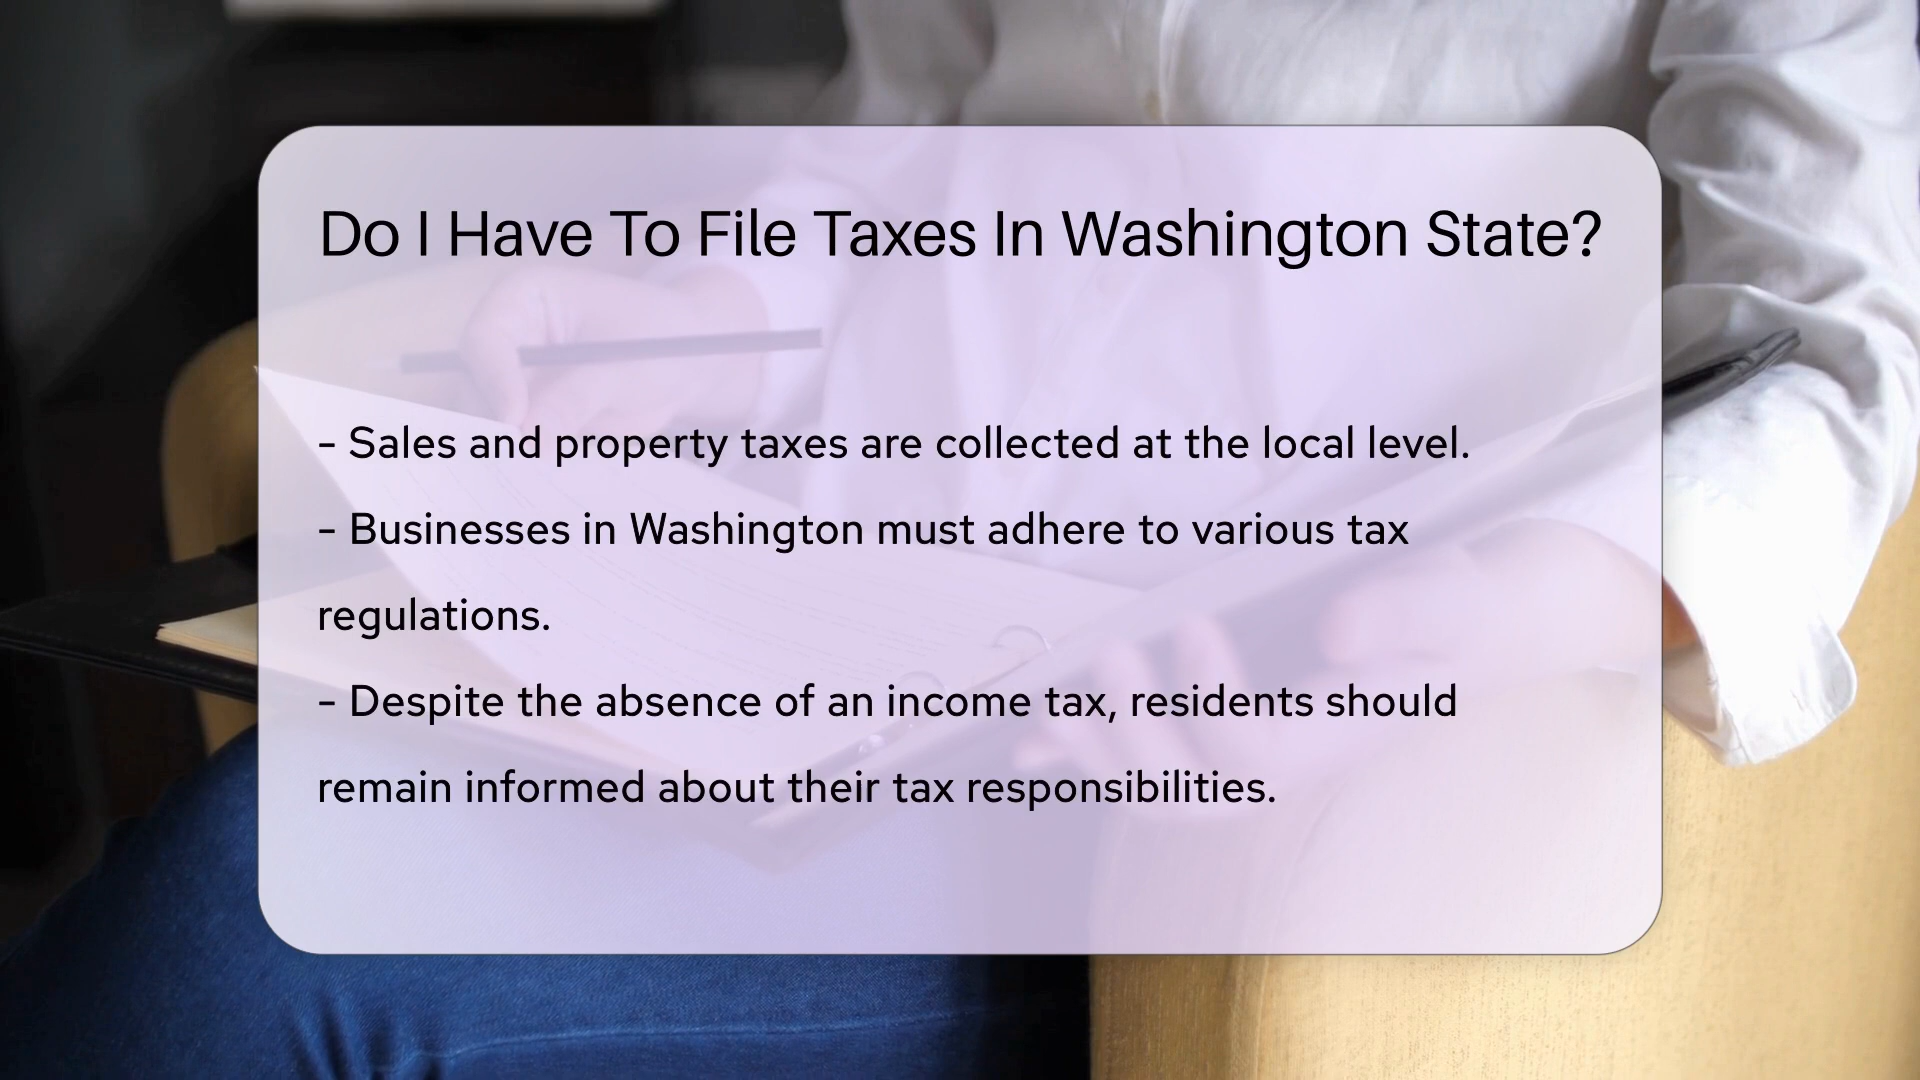 Do I Have To File Taxes In Washington State?
- Sales and property taxes are collected at the local level.
- Businesses in Washington must adhere to various tax
regulations.
- Despite the absence of an income tax, residents should
remain informed about their tax responsibilities.